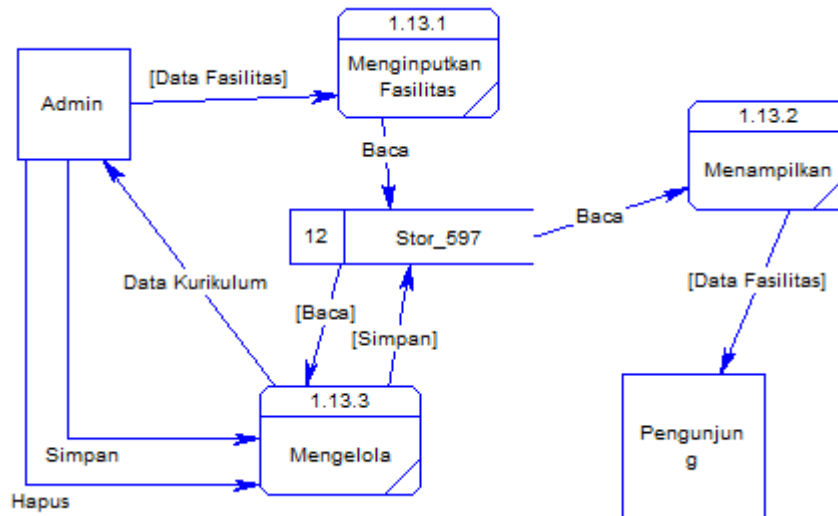 1.13.1
Menginputkan
Fasilitas
[Data Fasilitas]
Admin
1.13.2
Menampilkan
Baca
Baca
12
Stor_597
Data Kurikulum
[Baca]
[Simpan]
[Data Fasilitas]
1.13.3
Mengelola
Simpan
Hapus
Pengunjun
g